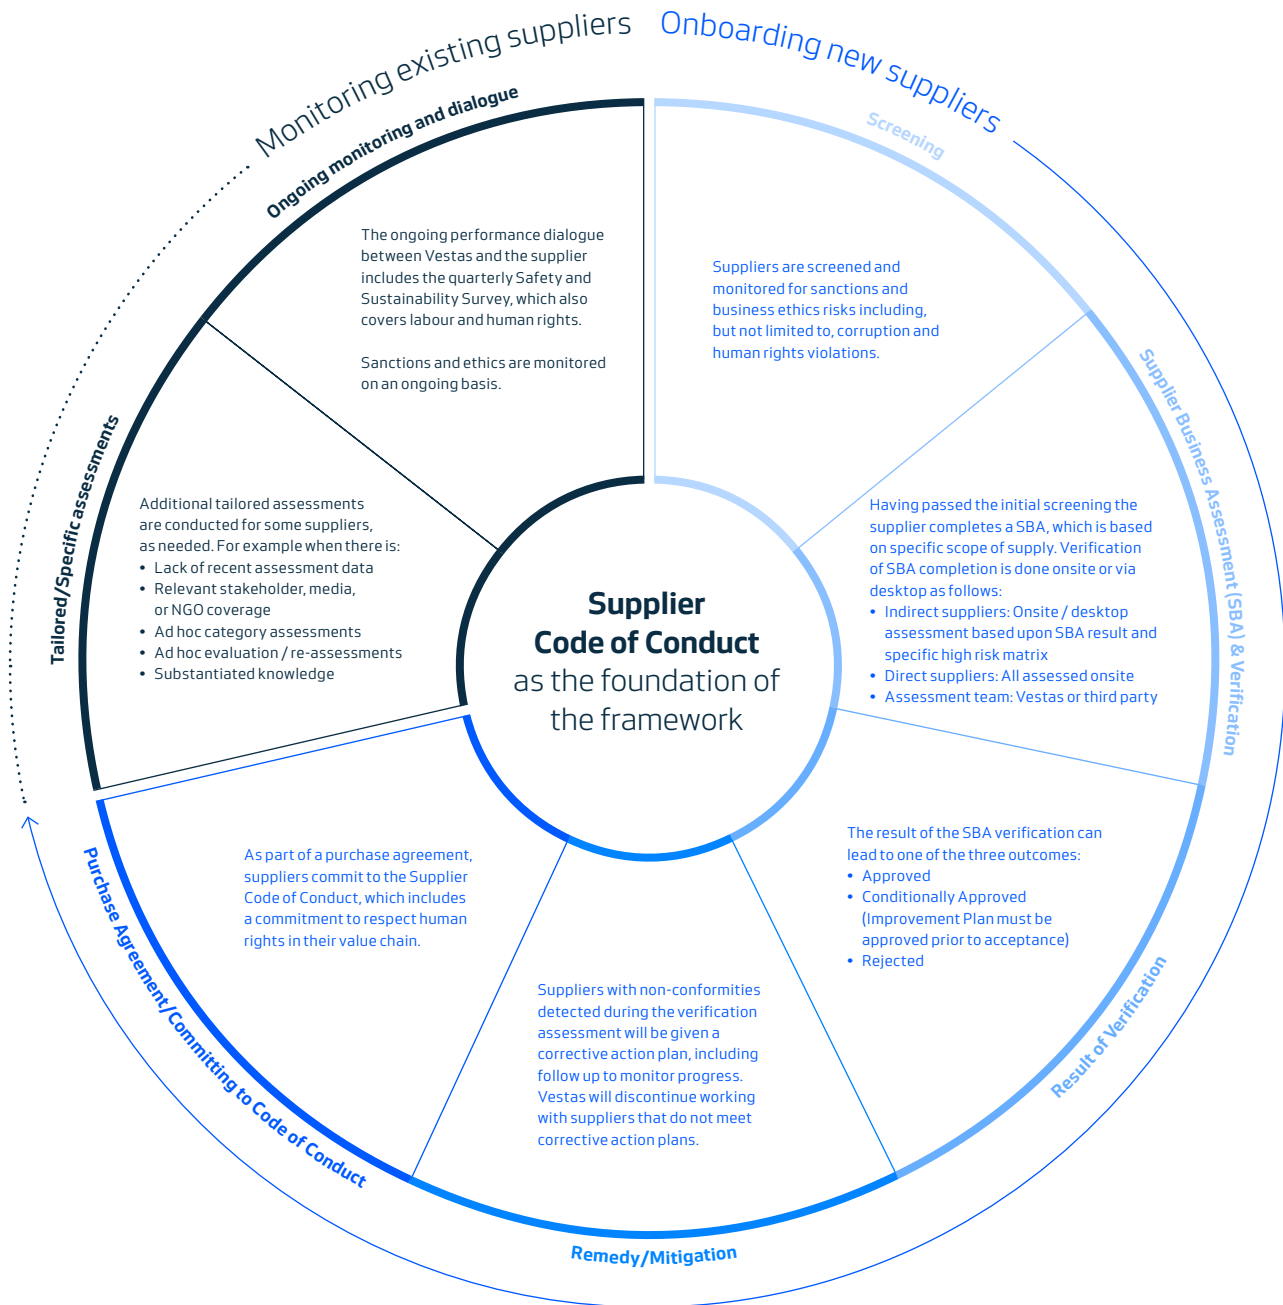 Monitoring existing suppliers
Onboarding new suppliers
Screening
Suppliers are screened and
monitored for sanctions and
business ethics risks including,
but not limited to, corruption and
human rights violations.
Supplier Business Assessment (SBA) & Verification
Having passed the initial screening the
supplier completes a SBA, which is based
on specific scope of supply. Verification
of SBA completion is done onsite or via
desktop as follows:
• Indirect suppliers: Onsite / desktop
assessment based upon SBA result and
specific high risk matrix
• Direct suppliers: All assessed onsite
• Assessment team: Vestas or third party
Result of Verification
The result of the SBA verification can
lead to one of the three outcomes:
• Approved
• Conditionally Approved
(Improvement Plan must be
approved prior to acceptance)
• Rejected
Remedy/Mitigation
Suppliers with non-conformities
detected during the verification
assessment will be given a
corrective action plan, including
follow up to monitor progress.
Vestas will discontinue working
with suppliers that do not meet
corrective action plans.
Purchase Agreement/Committing to Code of Conduct
As part of a purchase agreement,
suppliers commit to the Supplier
Code of Conduct, which includes
a commitment to respect human
rights in their value chain.
Tailored/Specific assessments
Additional tailored assessments
are conducted for some suppliers,
as needed. For example when there is:
• Lack of recent assessment data
• Relevant stakeholder, media,
or NGO coverage
• Ad hoc category assessments
• Ad hoc evaluation / re-assessments
• Substantiated knowledge
Ongoing monitoring and dialogue
The ongoing performance dialogue
between Vestas and the supplier
includes the quarterly Safety and
Sustainability Survey, which also
covers labour and human rights.
Sanctions and ethics are monitored
on an ongoing basis.
Supplier
Code of Conduct
as the foundation of
the framework